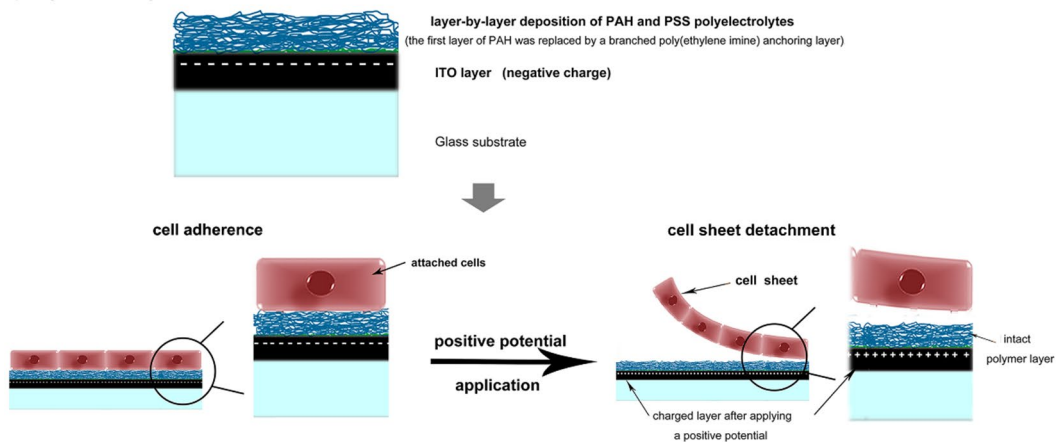 layer-by-layer deposition of PAH and PSS polyelectrolytes
(the first layer of PAH was replaced by a branched poly(ethylene imine) anchoring layer)
ITO layer (negative charge)
Glass substrate
cell adherence
attached cells
positive potential
application
cell sheet detachment
cell sheet
intact
polymer layer
charged layer after applying
a positive potential